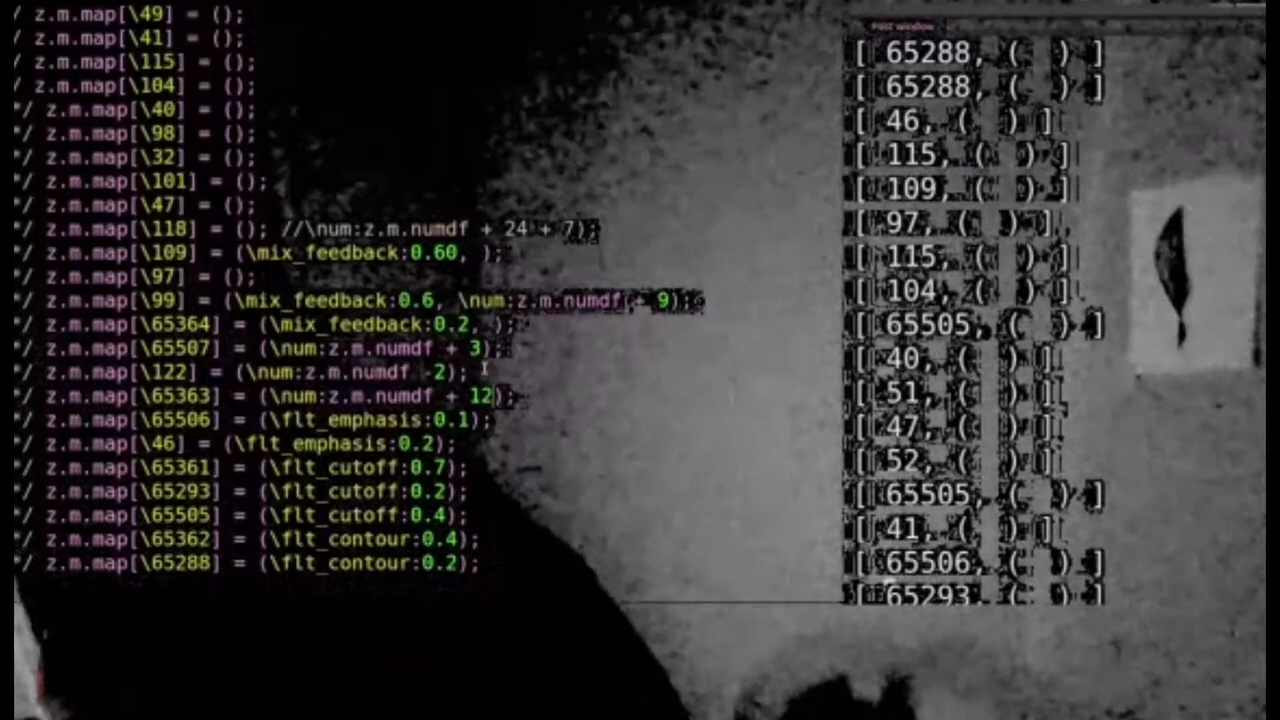 / z.m.map[\49] = ();
/ z.m.map[\41] = ();
/ z.m.map[\115] = ();
/ z.m.map[\104] = ();
*/ z.m.map[\40] = ();
*/ z.m.map[\98] = ();
*/ z.m.map[\32] = ();
*/ z.m.map[\101] = ();
*/ z.m.map[\47] = ();
*/ z.m.map[\118] = (); //\num:z.m.numdf + 24 + 7);
*/ z.m.map[\109] = (\mix_feedback:0.60, );
*/ z.m.map[\97] = ();
*/ z.m.map[\99] = (\mix_feedback:0.6, \num:z.m.numdf + 9);
*/ z.m.map[\65364] = (\mix_feedback:0.2, );
*/ z.m.map[\65507] = (\num:z.m.numdf + 3);
*/ z.m.map[\122] = (\num:z.m.numdf -2);
*/ z.m.map[\65363] = (\num:z.m.numdf + 12);
*/ z.m.map[\65506] = (\flt_emphasis:0.1);
*/ z.m.map[\46] = (\flt_emphasis:0.2);
*/ z.m.map[\65361] = (\flt_cutoff:0.7);
*/ z.m.map[\65293] = (\flt_cutoff:0.2);
*/ z.m.map[\65505] = (\flt_cutoff:0.4);
*/ z.m.map[\65362] = (\flt_contour:0.4);
*/ z.m.map[\65288] = (\flt_contour:0.2);
Post window
[ 65288, ( ) ]
[ 65288, ( ) ]
[ 46, ( ) ]
[ 115, ( ) ]
[ 109, ( ) ]
[ 97, ( ) ]
[ 115, ( ) ]
[ 104, ( ) ]
[ 65505, ( ) ]
[ 40, ( ) ]
[ 51, ( ) ]
[ 47, ( ) ]
[ 52, ( ) ]
[ 65505, ( ) ]
[ 41, ( ) ]
[ 65506, ( ) ]
[ 65293, ( ) ]